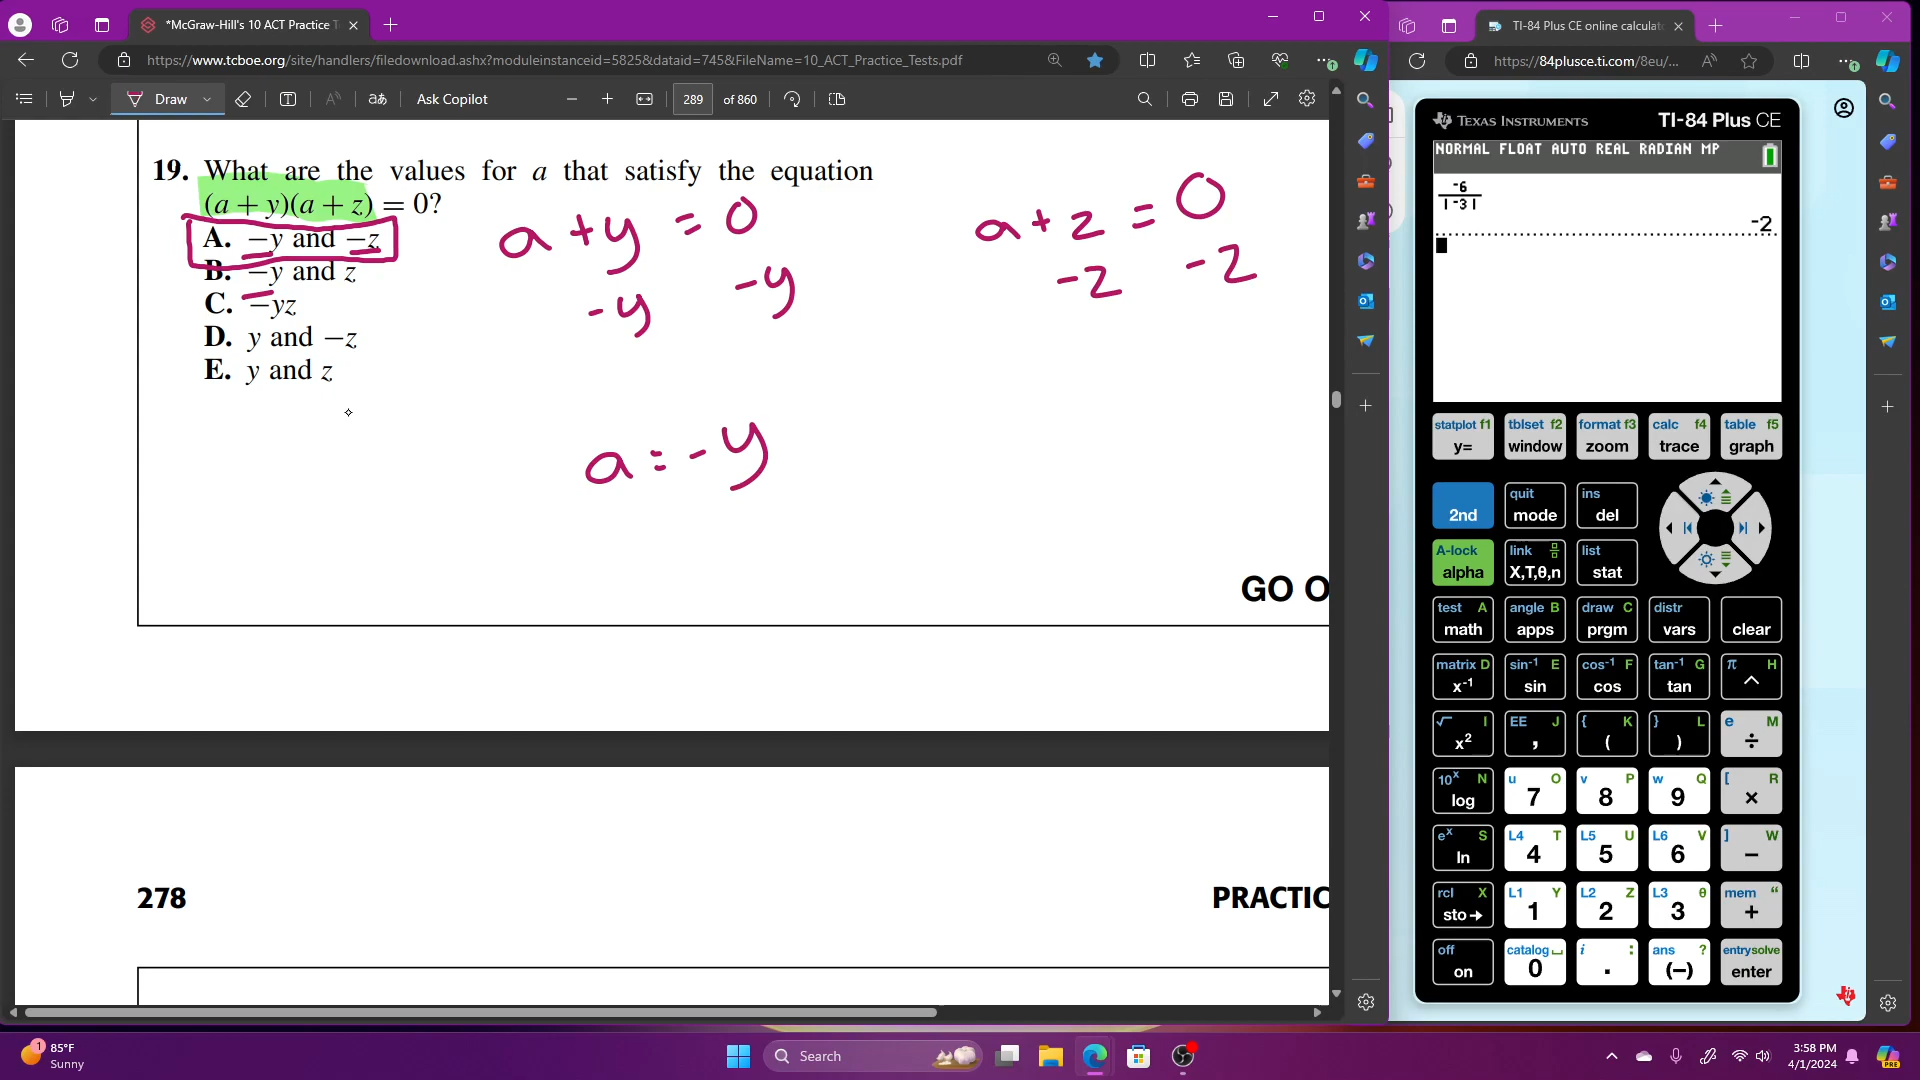 *McGraw-Hill's 10 ACT Practice T
https://www.tcboe.org/site/handlers/filedownload.ashx?moduleinstanceid=5825&dataid=745&FileName=10_ACT_Practice_Tests.pdf
Draw
Ask Copilot
289 of 860
19. What are the values for a that satisfy the equation
(a + y)(a + z) = 0?
A. −y and −z
B. −y and z
C. −yz
D. y and −z
E. y and z
a + y = 0
-y -y
a = -y
a + z = 0
-z -z
GO O
278
PRACTIC
TI-84 Plus CE online calculat
https://84plusce.ti.com/8eu/...
TEXAS INSTRUMENTS TI-84 Plus CE
NORMAL FLOAT AUTO REAL RADIAN MP
-6
|-3|
-2
statplot f1 tblset f2 format f3 calc f4 table f5
y= window zoom trace graph
quit ins
2nd mode del
A-lock link list
alpha X,T,θ,n stat
test A angle B draw C distr
math apps prgm vars clear
matrix D sin-1 E cos-1 F tan-1 G π H
x-1 sin cos tan ^
√ I EE J { K } L e M
x² , ( ) ÷
10x N u O v P w Q [ R
log 7 8 9 ×
ex S L4 T L5 U L6 V ] W
ln 4 5 6 −
rcl X L1 Y L2 Z L3 θ mem "
sto→ 1 2 3 +
off catalog i : ans ? entry solve
on 0 . (−) enter
1
85°F
Sunny
Search
3:58 PM
4/1/2024
PRE